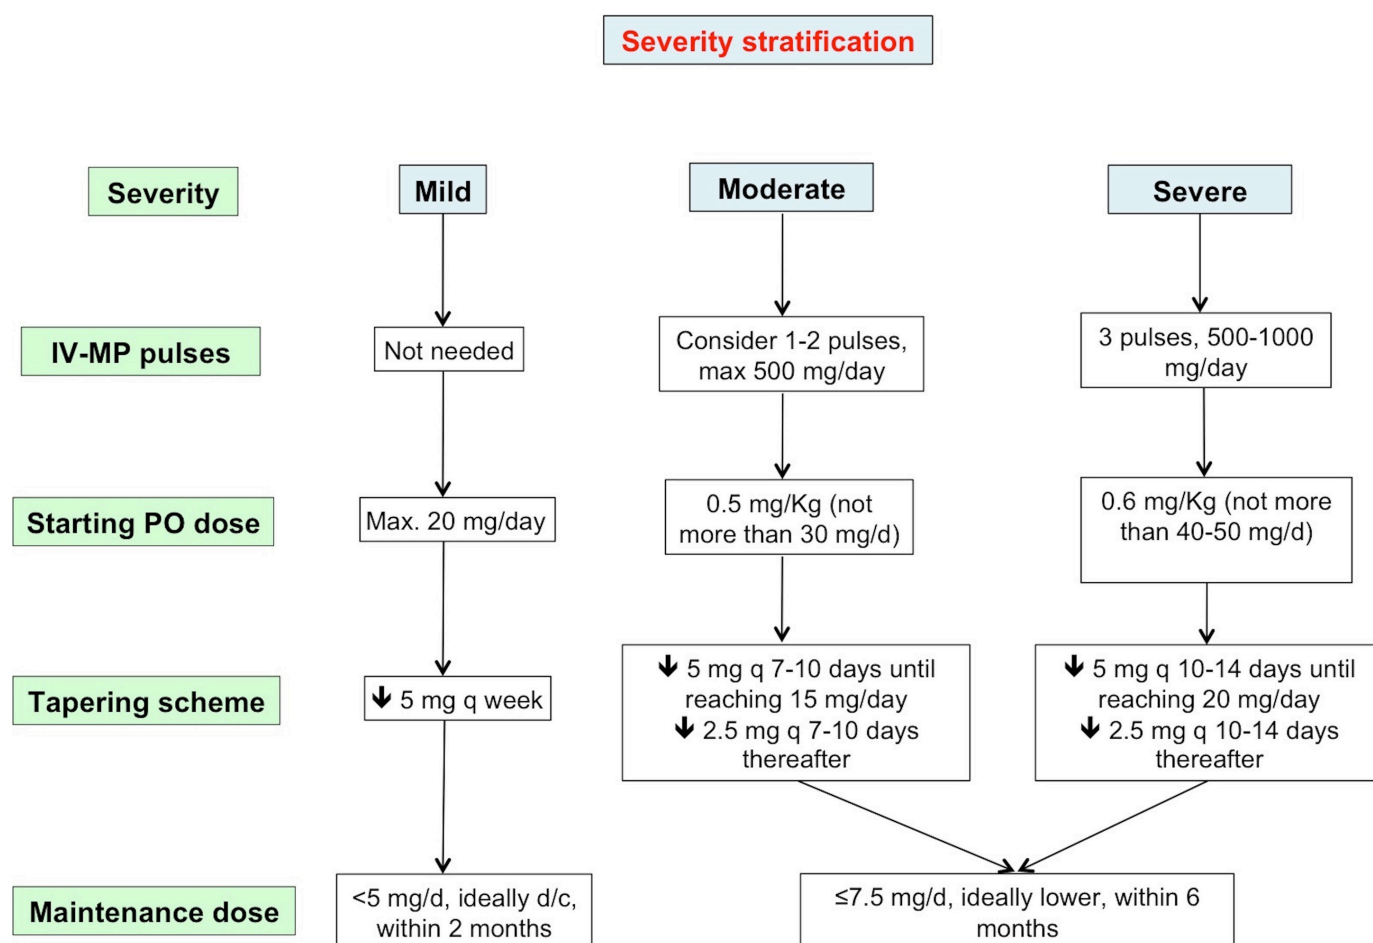 Severity stratification
Severity
Mild
Moderate
Severe
IV-MP pulses
Not needed
Consider 1-2 pulses,
max 500 mg/day
3 pulses, 500-1000
mg/day
Starting PO dose
Max. 20 mg/day
0.5 mg/Kg (not
more than 30 mg/d)
0.6 mg/Kg (not more
than 40-50 mg/d)
Tapering scheme
🡻 5 mg q week
🡻 5 mg q 7-10 days until
reaching 15 mg/day
🡻 2.5 mg q 7-10 days
thereafter
🡻 5 mg q 10-14 days until
reaching 20 mg/day
🡻 2.5 mg q 10-14 days
thereafter
Maintenance dose
<5 mg/d, ideally d/c,
within 2 months
≤7.5 mg/d, ideally lower, within 6
months